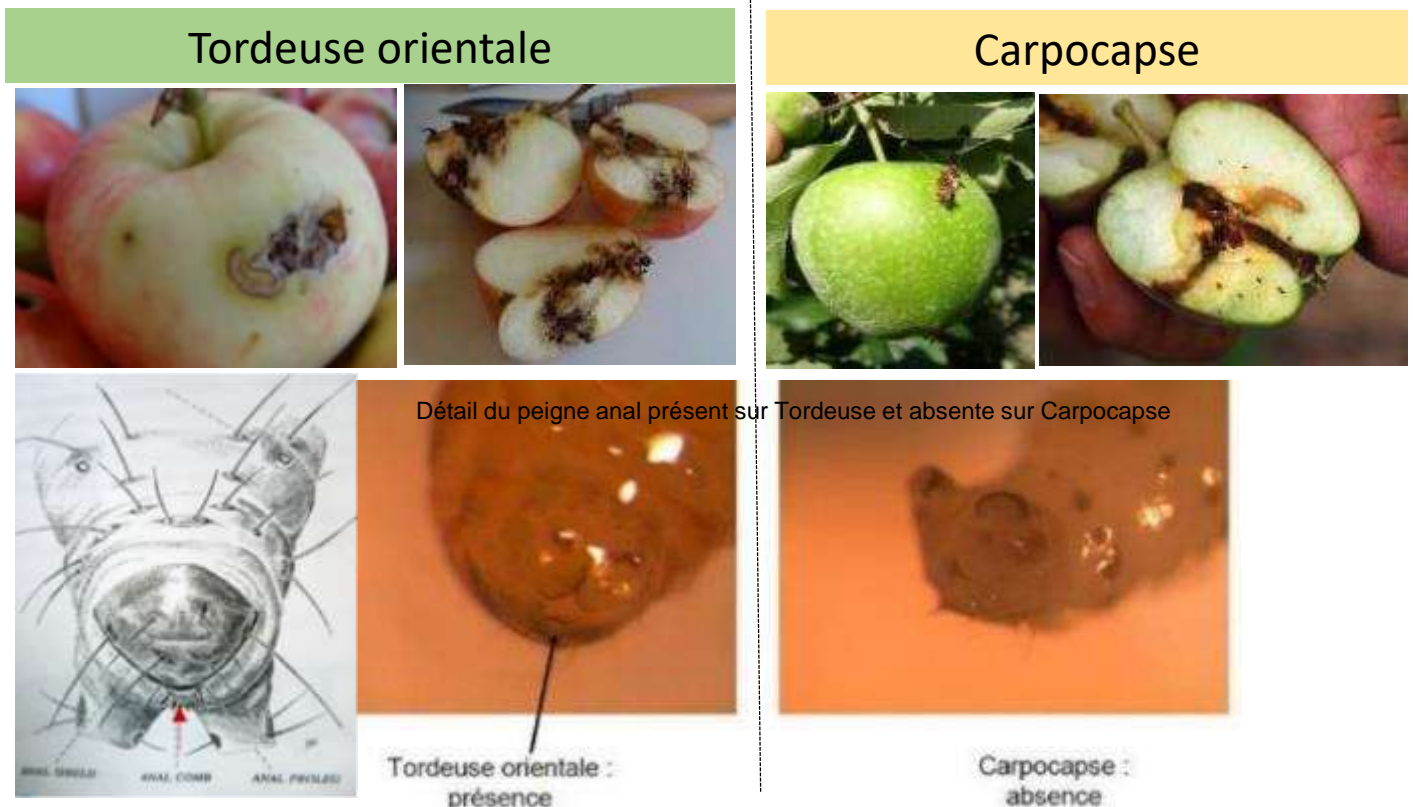 Tordeuse orientale
Carpocapse
Détail du peigne anal présent sur Tordeuse et absente sur Carpocapse
ANAL SHIELD ANAL COMB ANAL PROLEG
Tordeuse orientale :
présence
Carpocapse :
absence